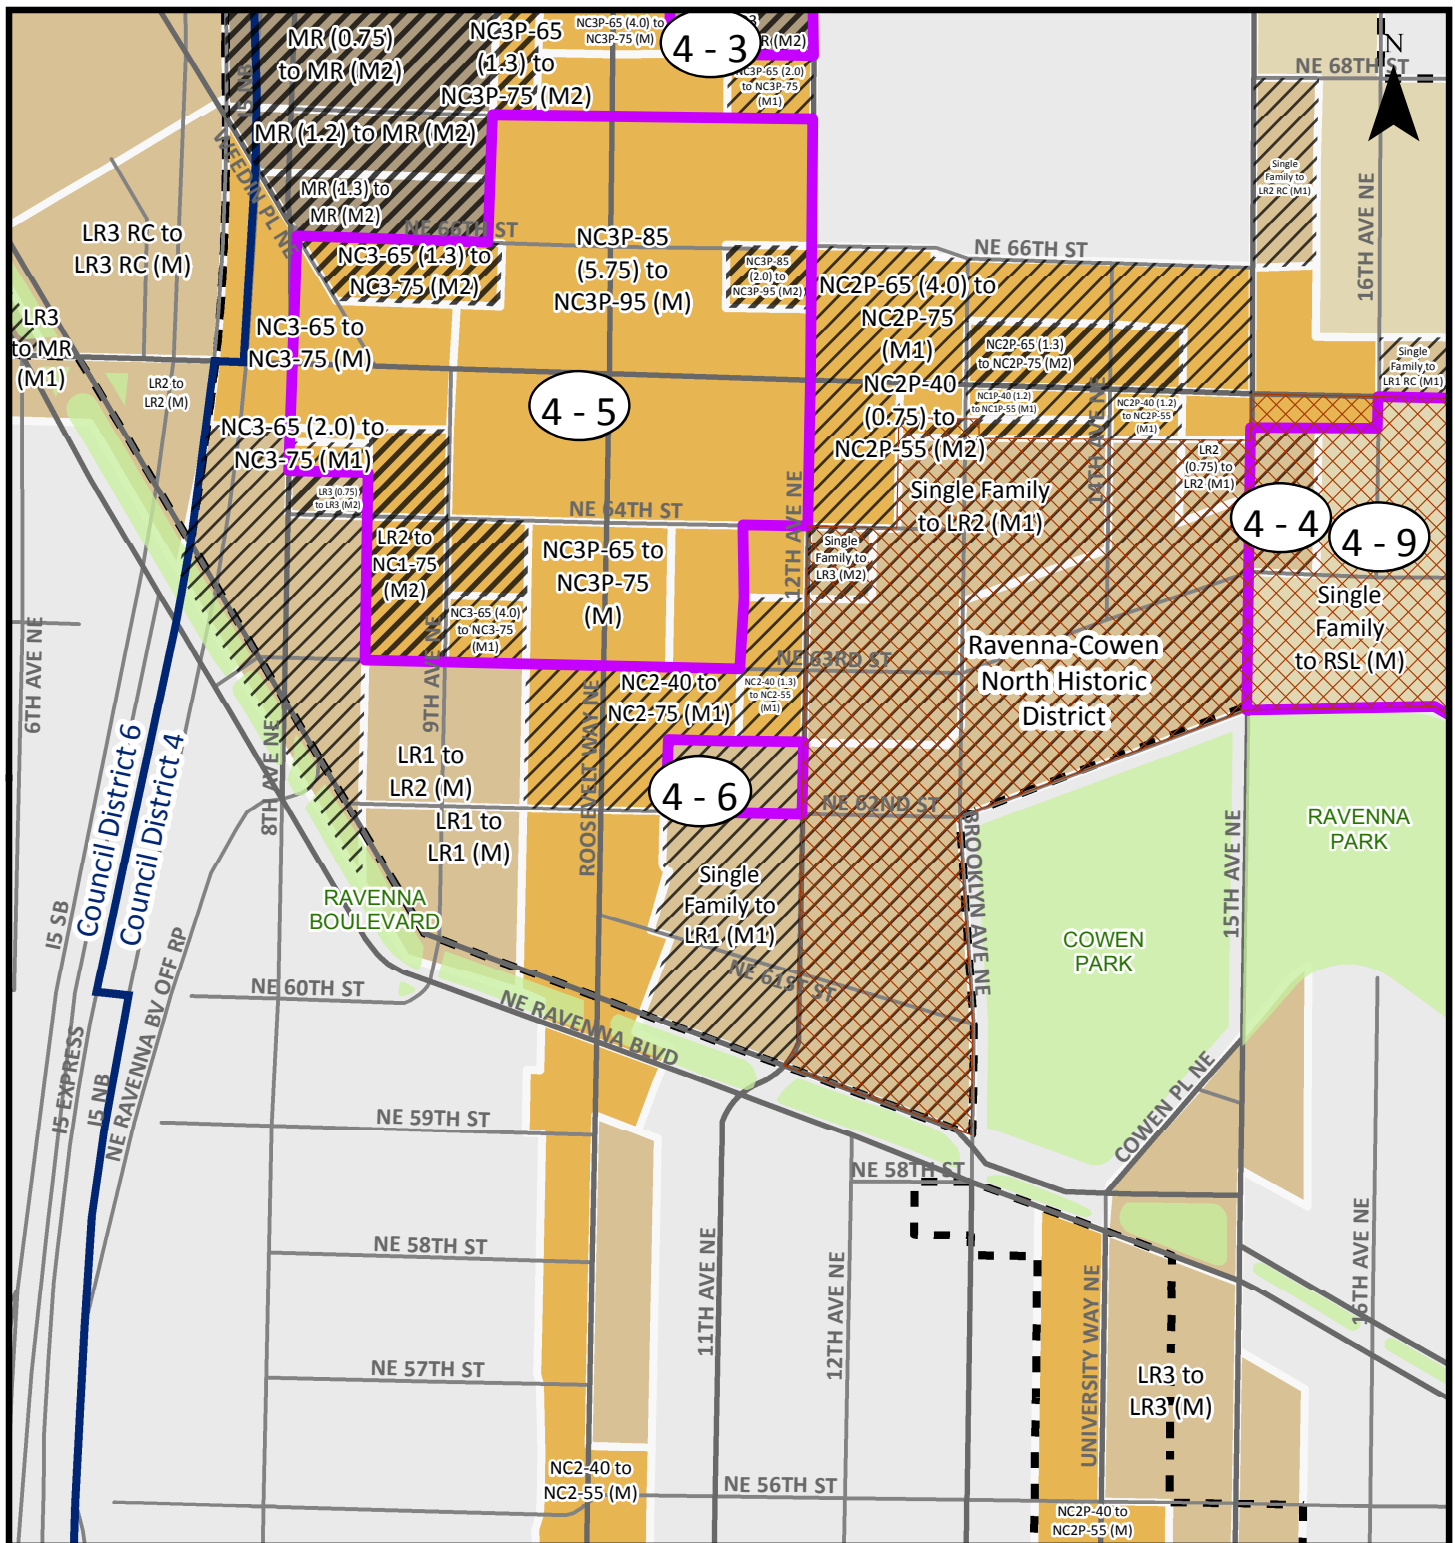 MR (0.75)
to MR (M2)
NC3P-65
(1.3) to
NC3P-75 (M2)
NC3P-65 (4.0) to
NC3P-75 (M)
4 - 3
R (M2)
NC3P-65 (2.0)
to NC3P-75
(M1)
N
NE 68TH ST
MR (1.2) to MR (M2)
MR (1.3) to
MR (M2)
WEEDIN PL NE
Single
Family to
LR2 RC (M1)
16TH AVE NE
LR3 RC to
LR3 RC (M)
NE 66TH ST
NC3-65 (1.3) to
NC3-75 (M2)
NC3P-85
(5.75) to
NC3P-95 (M)
NC3P-85
(2.0) to
NC3P-95 (M2)
NE 66TH ST
NC2P-65 (4.0) to
NC2P-75
(M1)
LR3
to MR
(M1)
NC3-65 to
NC3-75 (M)
NC2P-65 (1.3)
to NC2P-75 (M2)
Single
Family to
LR1 RC (M1)
LR2 to
LR2 (M)
4 - 5
NC2P-40
(0.75) to
NC2P-55 (M2)
NC1P-40 (1.2)
to NC1P-55 (M1)
14TH AVE NE
NC2P-40 (1.2)
to NC2P-55
(M1)
NC3-65 (2.0) to
NC3-75 (M1)
LR2
(0.75) to
LR2 (M1)
LR3 (0.75)
to LR3 (M2)
NE 64TH ST
12TH AVE NE
Single Family
to LR2 (M1)
4 - 4
4 - 9
LR2 to
NC1-75
(M2)
NC3P-65 to
NC3P-75
(M)
Single
Family to
LR3 (M2)
NC3-65 (4.0)
to NC3-75
(M1)
Single
Family
to RSL (M)
6TH AVE NE
9TH AVE NE
NE 63RD ST
Ravenna-Cowen
North Historic
District
NC2-40 to
NC2-75 (M1)
NC2-40 (1.3)
to NC2-55
(M1)
Council District 6
Council District 4
8TH AVE NE
LR1 to
LR2 (M)
ROOSEVELT WAY NE
4 - 6
NE 62ND ST
LR1 to
LR1 (M)
BROOKLYN AVE NE
15TH AVE NE
RAVENNA
PARK
RAVENNA
BOULEVARD
Single
Family to
LR1 (M1)
COWEN
PARK
I5 SB
NE RAVENNA BV OFF RP
NE 60TH ST
NE 61ST ST
NE RAVENNA BLVD
I5 EXPRESS
I5 NB
NE 59TH ST
COWEN PL NE
NE 58TH ST
NE 58TH ST
11TH AVE NE
12TH AVE NE
UNIVERSITY WAY NE
16TH AVE NE
NE 57TH ST
LR3 to
LR3 (M)
NC2-40 to
NC2-55 (M)
NE 56TH ST
NC2P-40 to
NC2P-55 (M)